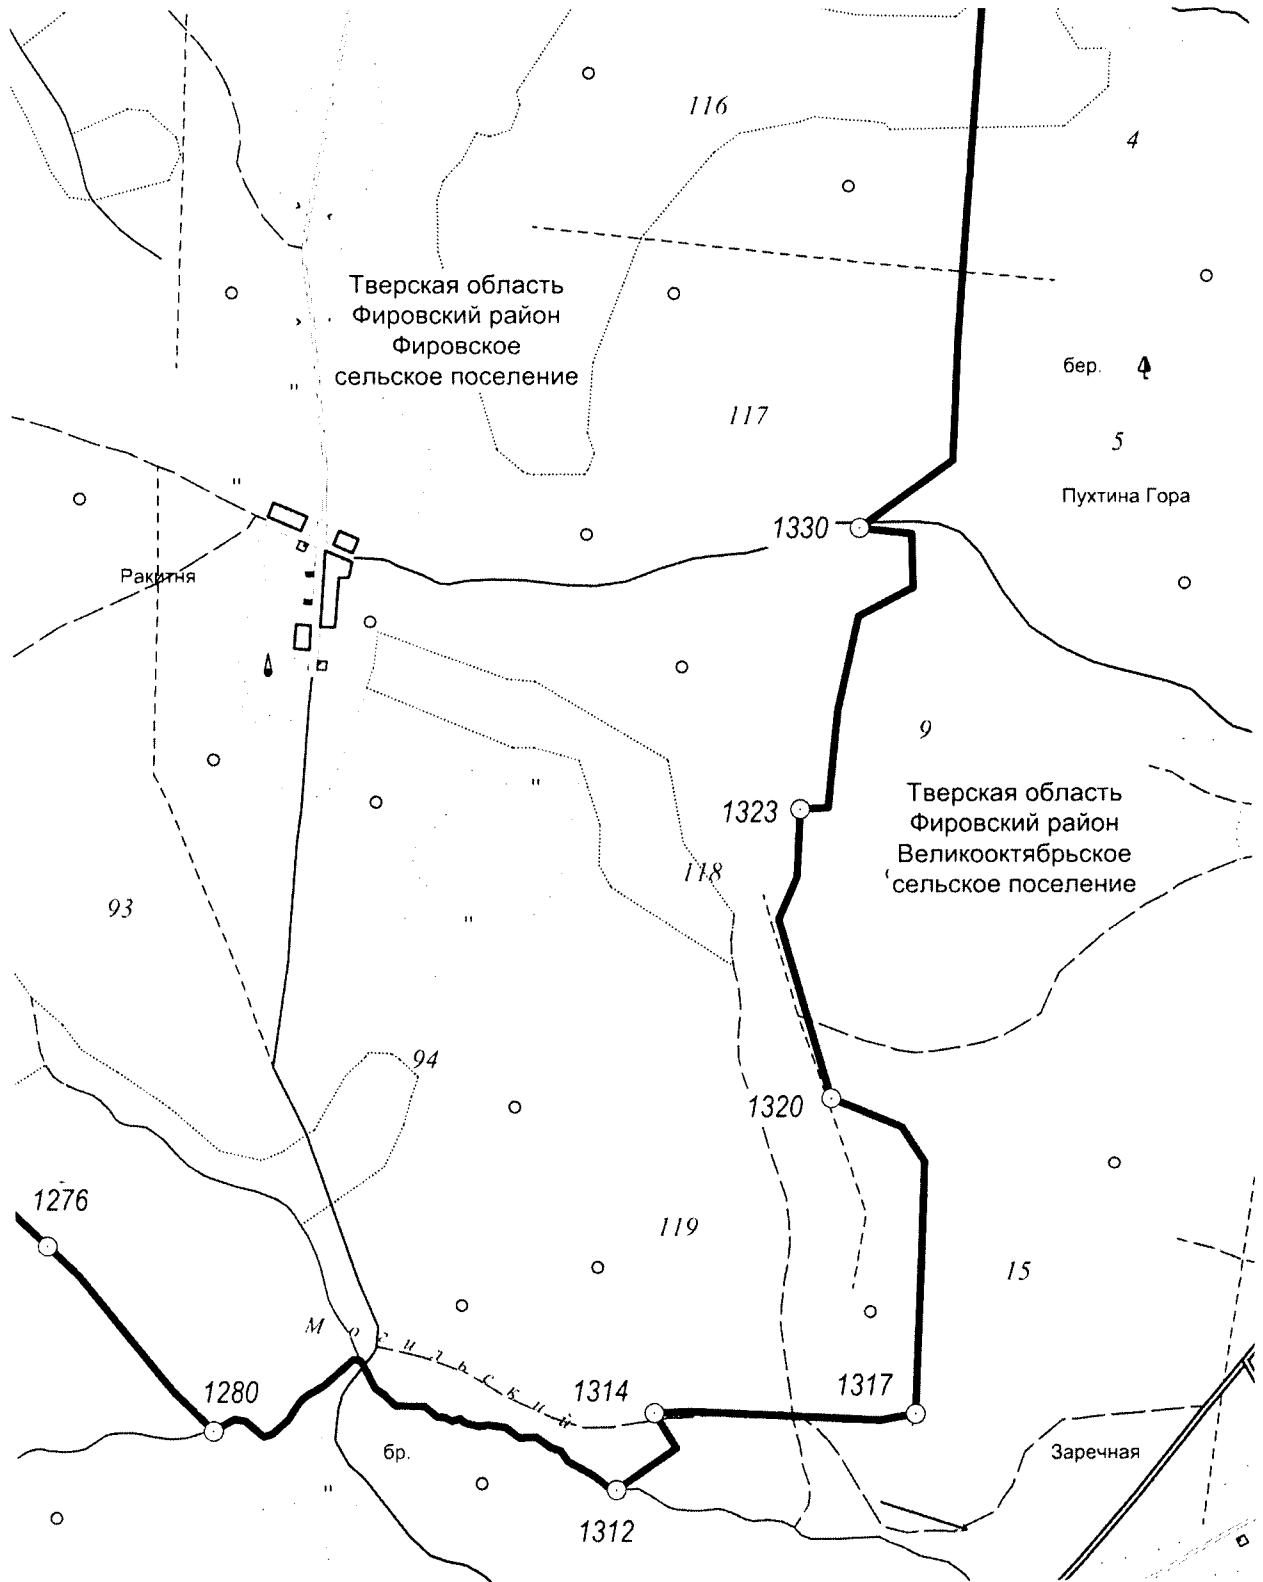 116
4
Тверская область
Фировский район
Фировское
сельское поселение
бер.
117
5
Пухтина Гора
1330
Ракитня
9
Тверская область
Фировский район
Великооктябрьское
сельское поселение
1323
118
93
94
1320
1276
119
15
Мосильский
1280
1314
1317
бр.
Заречная
1312